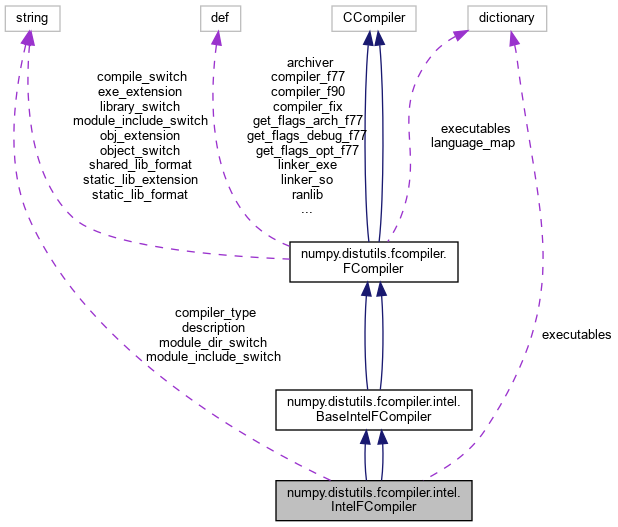 string
def
CCompiler
dictionary
compile_switch
exe_extension
library_switch
module_include_switch
obj_extension
object_switch
shared_lib_format
static_lib_extension
static_lib_format
archiver
compiler_f77
compiler_f90
compiler_fix
get_flags_arch_f77
get_flags_debug_f77
get_flags_opt_f77
linker_exe
linker_so
ranlib
...
executables
language_map
numpy.distutils.fcompiler.
FCompiler
compiler_type
description
module_dir_switch
module_include_switch
executables
numpy.distutils.fcompiler.intel.
BaseIntelFCompiler
numpy.distutils.fcompiler.intel.
IntelFCompiler